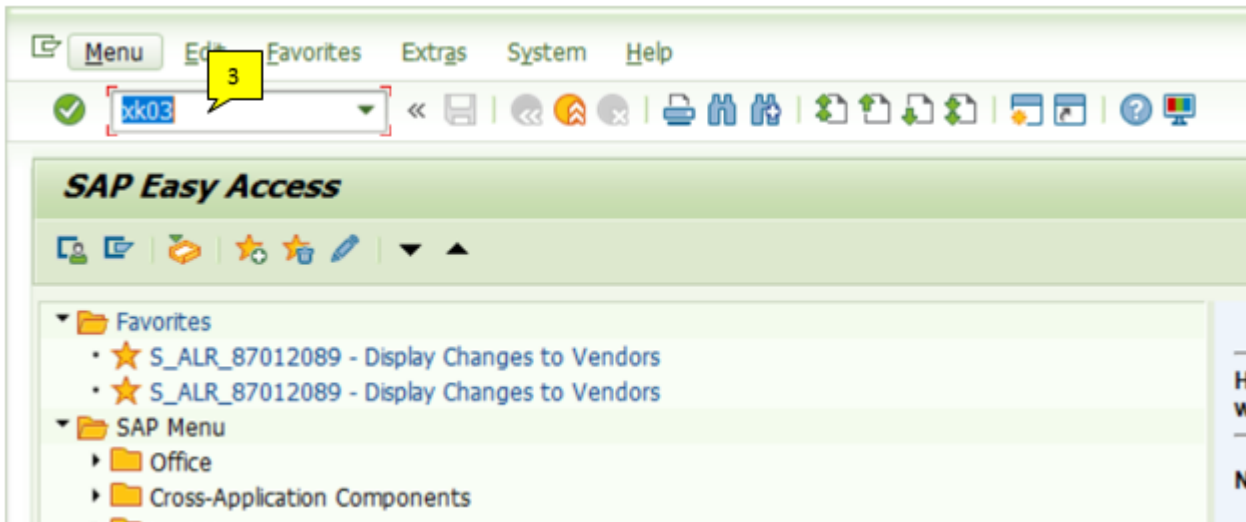 Menu Edit Favorites Extras System Help
3
xk03
SAP Easy Access
Favorites
S_ALR_87012089 - Display Changes to Vendors
S_ALR_87012089 - Display Changes to Vendors
SAP Menu
Office
Cross-Application Components